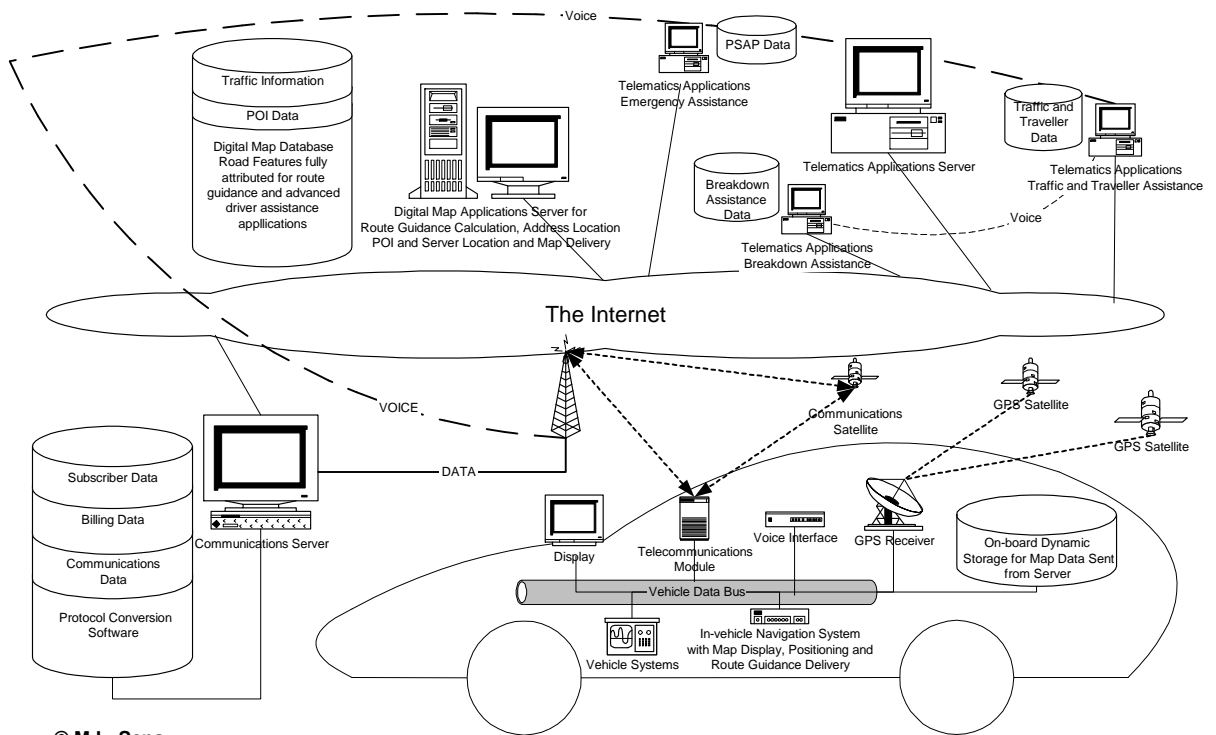 Voice
PSAP Data
Telematics Applications
Emergency Assistance
Traffic Information
POI Data
Digital Map Database
Road Features fully
attributed for route
guidance and advanced
driver assistance
appllications
Digital Map Applications Server for
Route Guidance Calculation, Address Location
POI and Server Location and Map Delivery
Telematics Applications Server
Traffic and
Traveller
Data
Telematics Applications
Traffic and Traveller Assistance
Breakdown
Assistance
Data
Voice
Telematics Applications
Breakdown Assistance
The Internet
VOICE
Communications
Satellite
GPS Satellite
GPS Satellite
DATA
Subscriber Data
Billing Data
Communications
Data
Protocol Conversion
Software
Communications Server
Display
Telecommunications
Module
Voice Interface
GPS Receiver
On-board Dynamic
Storage for Map Data Sent
from Server
Vehicle Data Bus
Vehicle Systems
In-vehicle Navigation System
with Map Display, Positioning and
Route Guidance Delivery